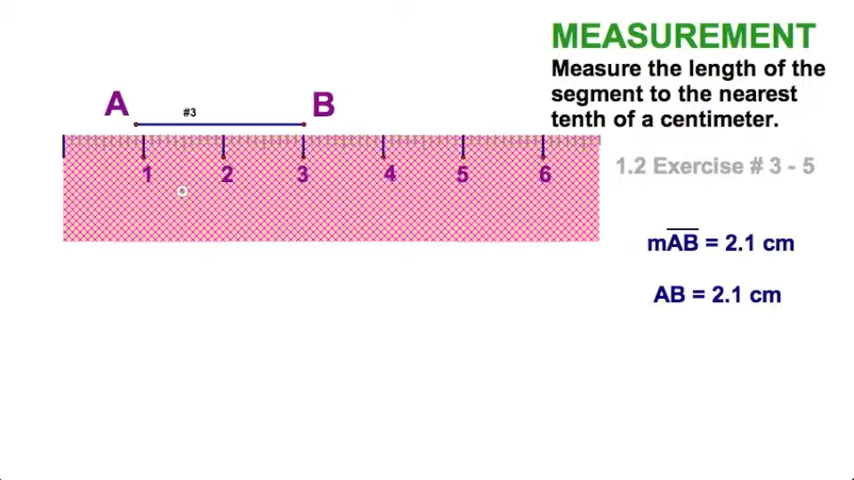 MEASUREMENT
Measure the length of the
segment to the nearest
tenth of a centimeter.
1.2 Exercise # 3 - 5
A #3 B
1 2 3 4 5 6
mAB = 2.1 cm
AB = 2.1 cm